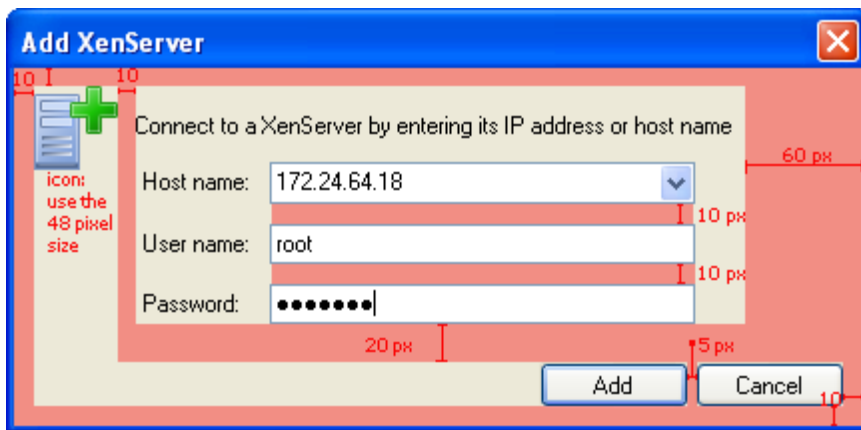 Add XenServer
10
10
Connect to a XenServer by entering its IP address or host name
60 px
icon:
use the
48 pixel
size
Host name: 172.24.64.18
10 px
User name: root
10 px
Password: ●●●●●●●
20 px
5 px
Add
Cancel
10